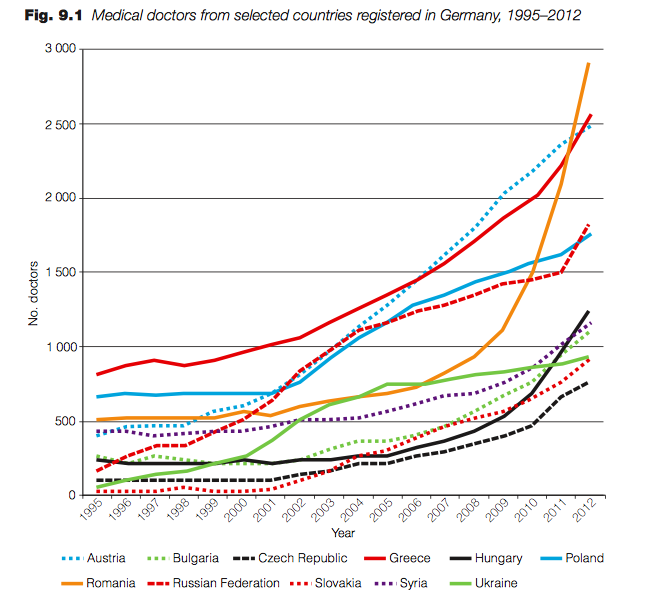 Fig. 9.1 Medical doctors from selected countries registered in Germany, 1995–2012
3 000
2 500
2 000
1 500
1 000
500
0
No. doctors
1995 1996 1997 1998 1999 2000 2001 2002 2003 2004 2005 2006 2007 2008 2009 2010 2011 2012
Year
Austria Bulgaria Czech Republic Greece Hungary Poland
Romania Russian Federation Slovakia Syria Ukraine